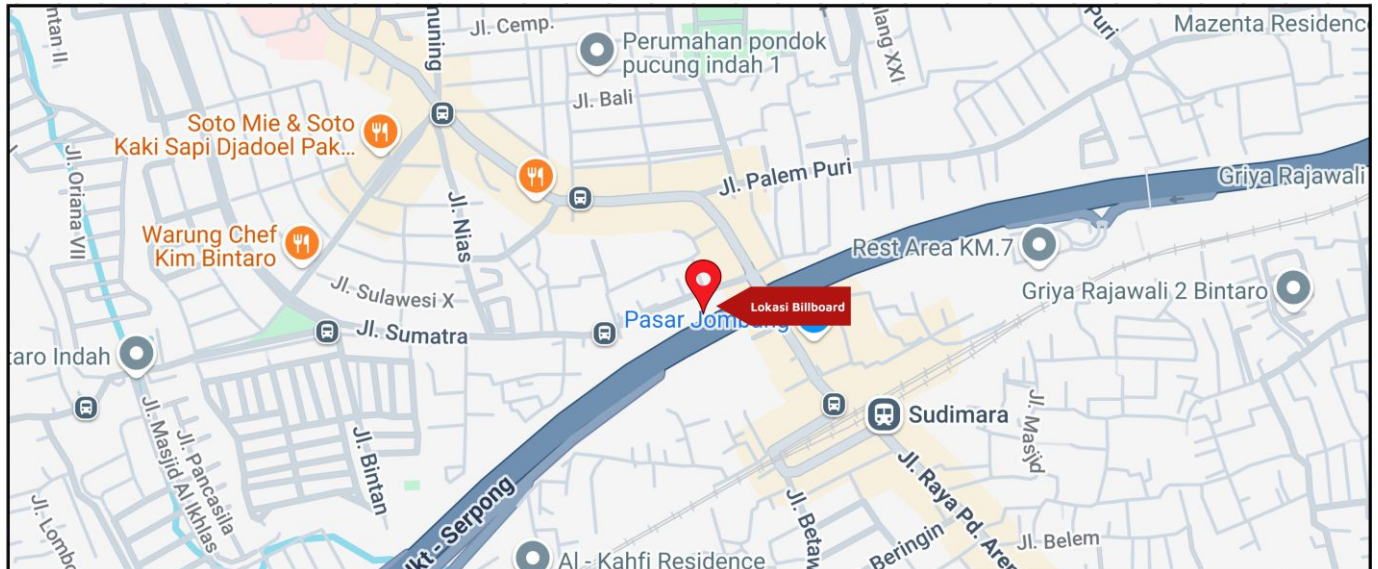 Jl. Cemp.
Perumahan pondok
pucung indah 1
Puri
Mazenta Residenc
Jl. Bali
Soto Mie & Soto
Kaki Sapi Djadoel Pak...
Jl. Oriana VII
Jl. Palem Puri
Griya Rajawali
Jl. Nias
Warung Chef
Kim Bintaro
Rest Area KM.7
Jl. Sulawesi X
Griya Rajawali 2 Bintaro
Lokasi Billboard
Pasar Jombang
Jl. Sumatra
taro Indah
Sudimara
Jl. Masjid
Jl. Masjid Al Ikhlas
Jl. Pancasila
Jl. Bintan
Jkt - Serpong
Jl. Raya Pd. Aren
Jl. Betaw
Beringin
Jl. Belem
Jl. Lombo
Al - Kahfi Residence